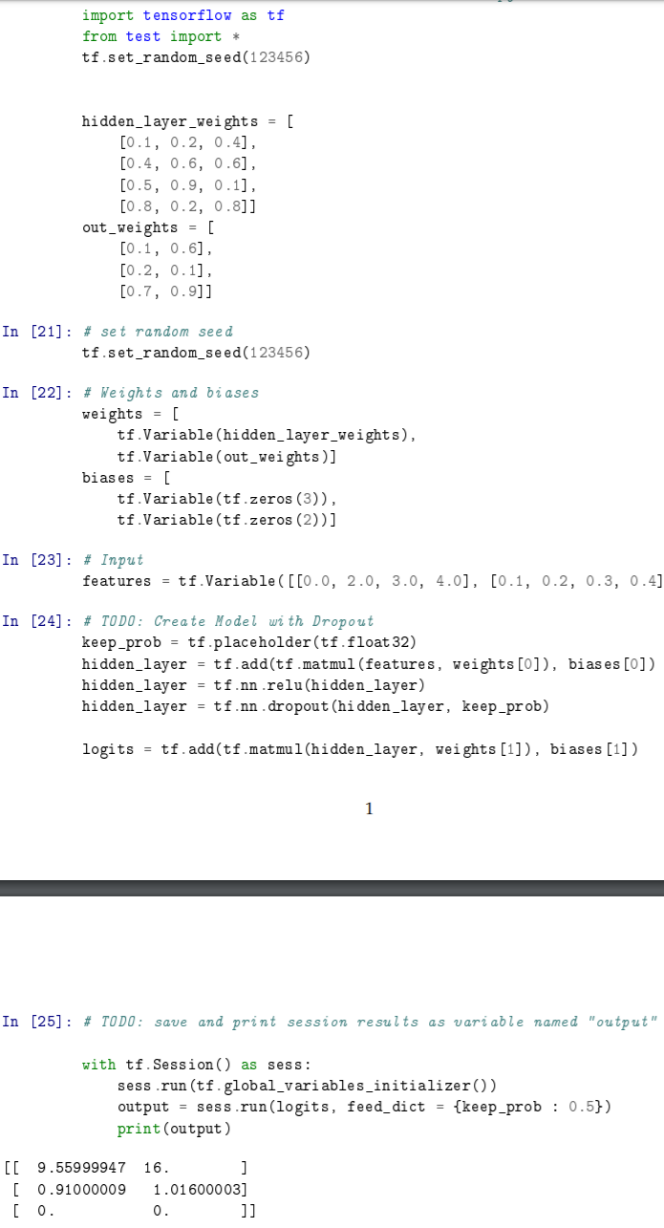 import tensorflow as tf
from test import *
tf.set_random_seed(123456)
hidden_layer_weights = [
[0.1, 0.2, 0.4],
[0.4, 0.6, 0.6],
[0.5, 0.9, 0.1],
[0.8, 0.2, 0.8]]
out_weights = [
[0.1, 0.6],
[0.2, 0.1],
[0.7, 0.9]]
In [21]: # set random seed
tf.set_random_seed(123456)
In [22]: # Weights and biases
weights = [
tf.Variable(hidden_layer_weights),
tf.Variable(out_weights)]
biases = [
tf.Variable(tf.zeros(3)),
tf.Variable(tf.zeros(2))]
In [23]: # Input
features = tf.Variable([[0.0, 2.0, 3.0, 4.0], [0.1, 0.2, 0.3, 0.4]
In [24]: # TODO: Create Model with Dropout
keep_prob = tf.placeholder(tf.float32)
hidden_layer = tf.add(tf.matmul(features, weights[0]), biases[0])
hidden_layer = tf.nn.relu(hidden_layer)
hidden_layer = tf.nn.dropout(hidden_layer, keep_prob)
logits = tf.add(tf.matmul(hidden_layer, weights[1]), biases[1])
1
In [25]: # TODO: save and print session results as variable named "output"
with tf.Session() as sess:
sess.run(tf.global_variables_initializer())
output = sess.run(logits, feed_dict = {keep_prob : 0.5})
print(output)
[[ 9.55999947 16. ]
[ 0.91000009 1.01600003]
[ 0. 0. ]]